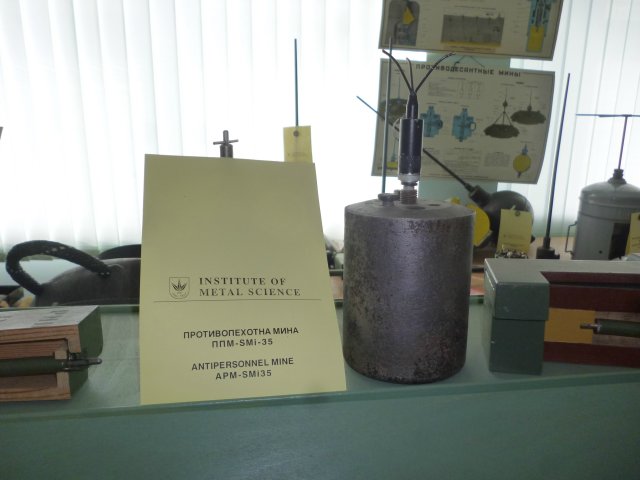 ПРОТИВОДЕСАНТНЫЕ МИНЫ
INSTITUTE OF
METAL SCIENCE
ПРОТИВОПЕХОТНА МИНА
ППМ-SMi-35
ANTIPERSONNEL MINE
APM-SMi35